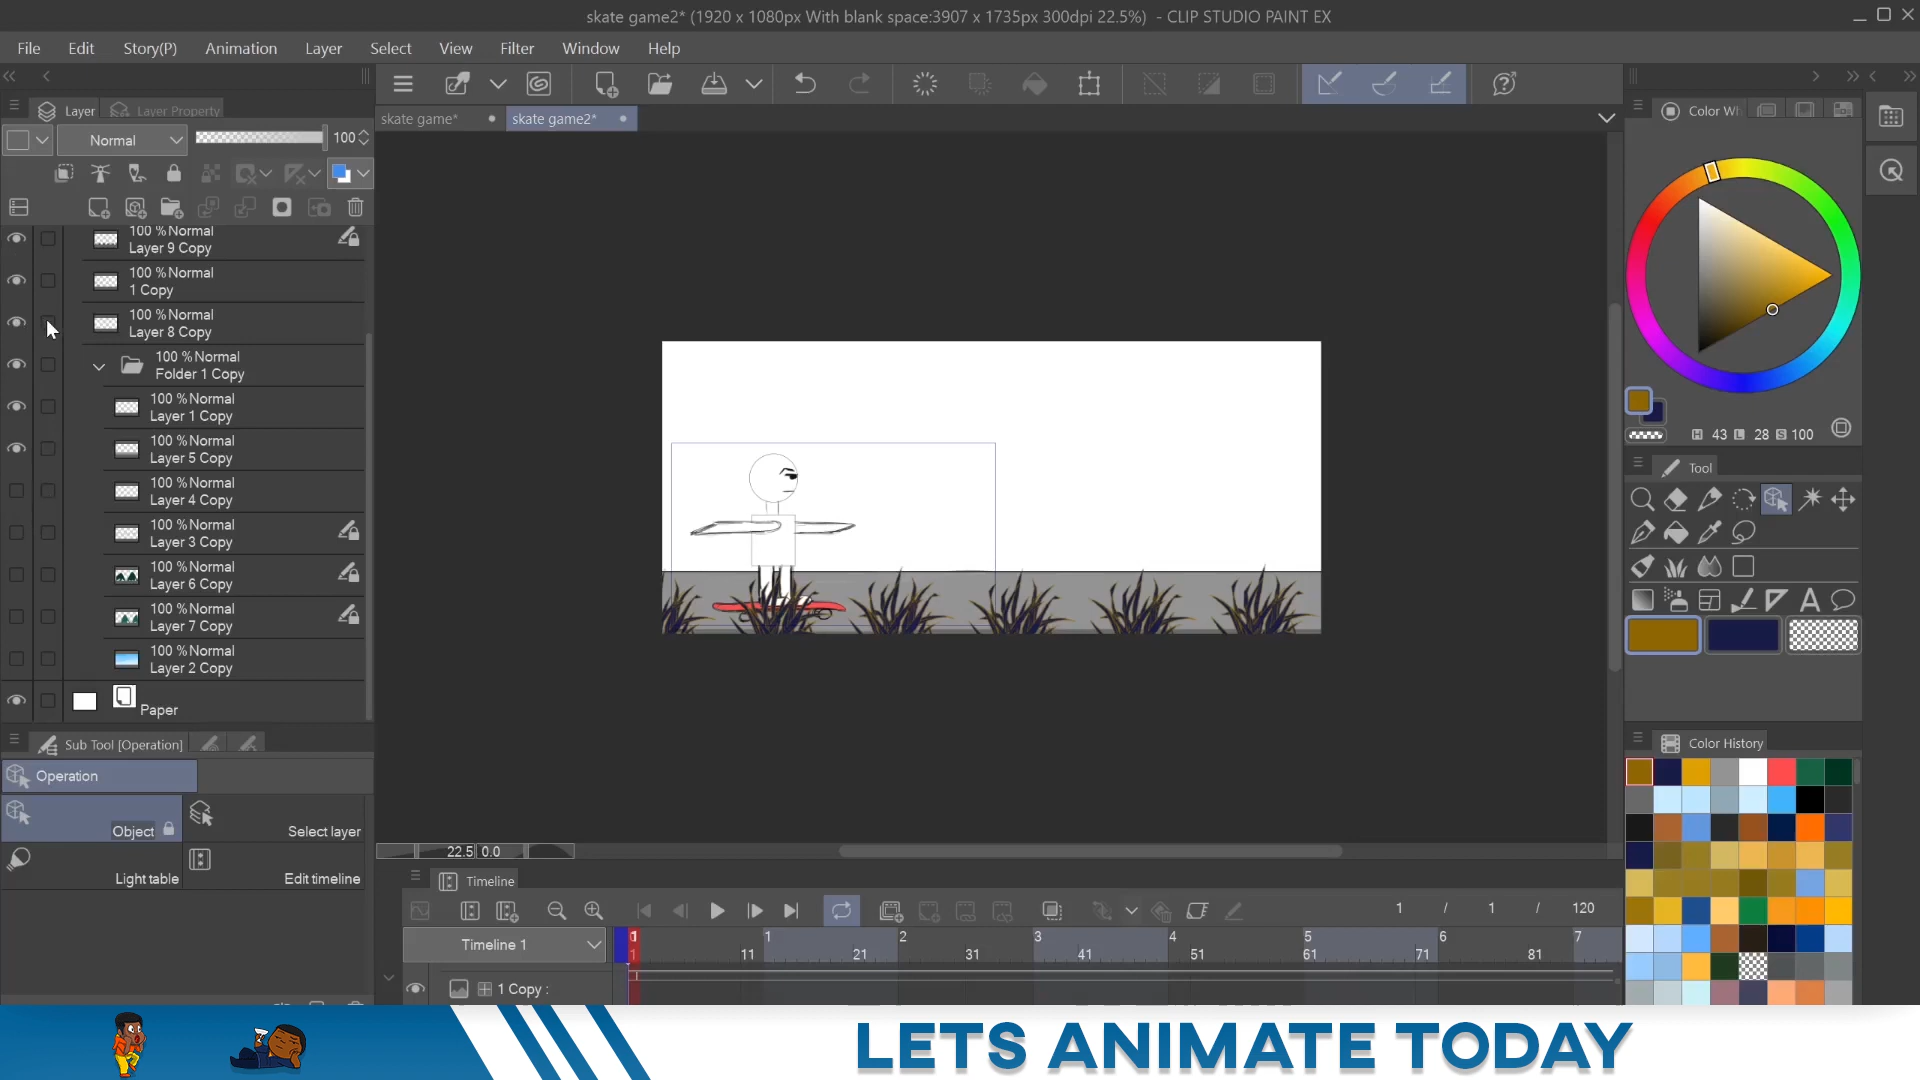 skate game2* (1920 x 1080px With blank space:3907 x 1735px 300dpi 22.5%)  - CLIP STUDIO PAINT EX
File Edit Story(P) Animation Layer Select View Filter Window Help
Layer Layer Property
skate game* skate game2*
Normal 100
100 %Normal
Layer 9 Copy
100 %Normal
1 Copy
100 %Normal
Layer 8 Copy
100 %Normal
Folder 1 Copy
100 %Normal
Layer 1 Copy
100 %Normal
Layer 5 Copy
100 %Normal
Layer 4 Copy
100 %Normal
Layer 3 Copy
100 %Normal
Layer 6 Copy
100 %Normal
Layer 7 Copy
100 %Normal
Layer 2 Copy
Paper
Sub Tool [Operation]
Operation
Object Select layer
Light table Edit timeline
22.5 0.0
Timeline
1 / 1 / 120
Timeline 1
1 1 2 3 4 5 6 7
1 11 21 31 41 51 61 71 81
1 Copy :
H 43 L 28 S 100
Tool
Color History
LETS ANIMATE TODAY